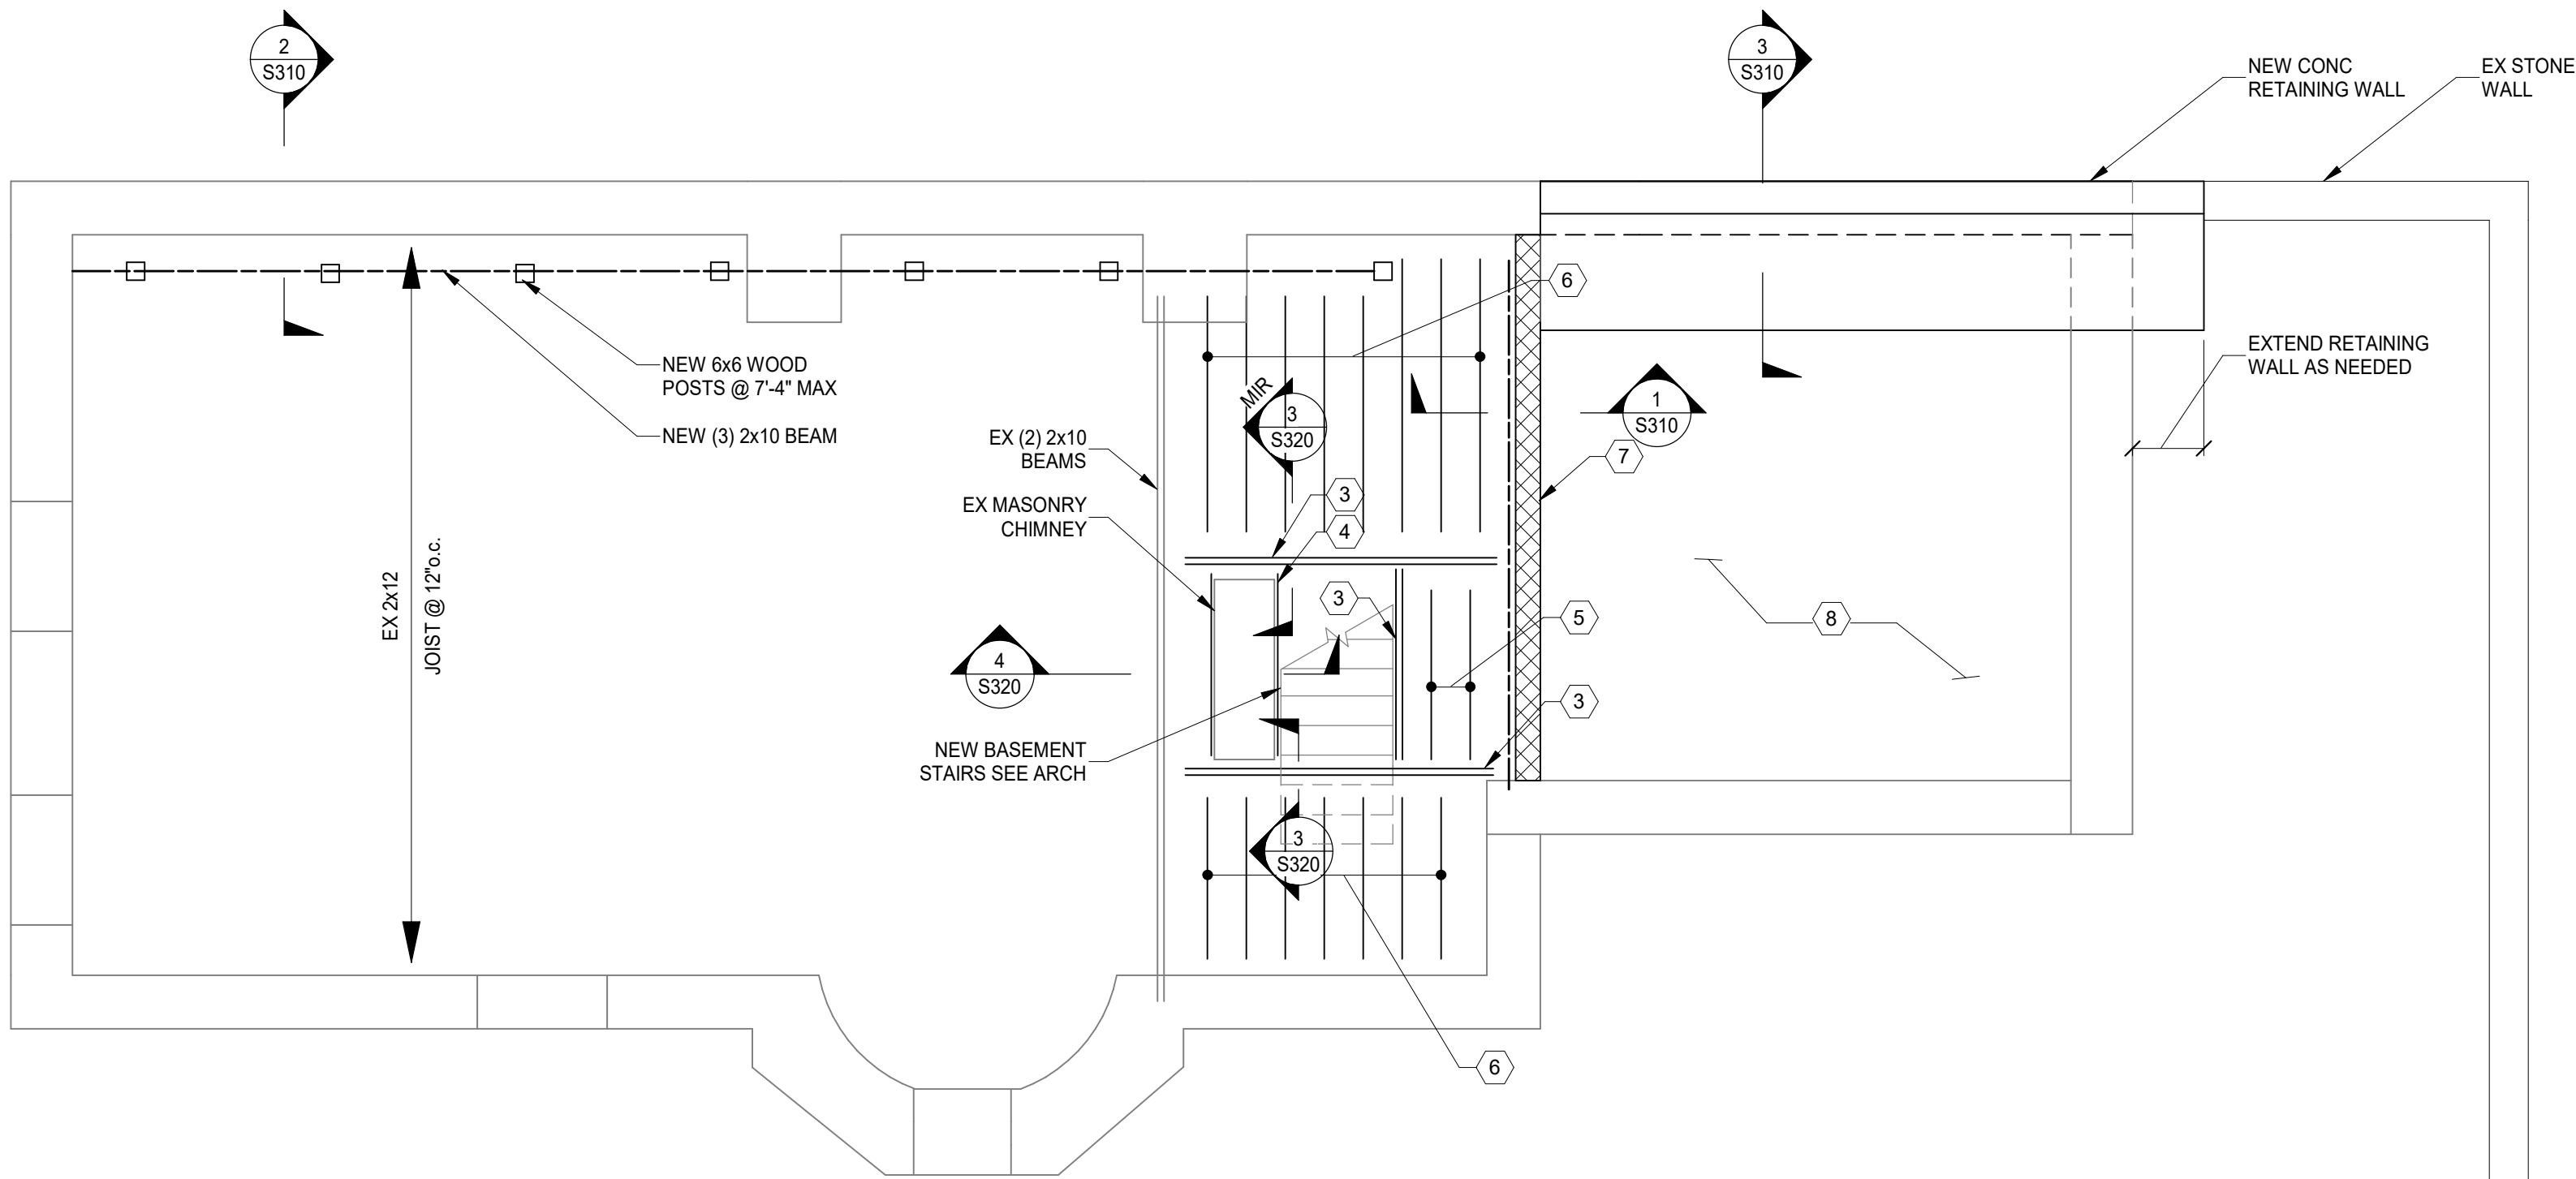 2
S310
3
S310
NEW CONC
RETAINING WALL
EX STONE
WALL
6
NEW 6x6 WOOD
POSTS @ 7'-4" MAX
NEW (3) 2x10 BEAM
EXTEND RETAINING
WALL AS NEEDED
MIR
3
S320
1
S310
EX (2) 2x10
BEAMS
7
3
EX MASONRY
CHIMNEY
4
EX 2x12
JOIST @ 12"o.c.
3
5
8
4
S320
3
NEW BASEMENT
STAIRS SEE ARCH
3
S320
6